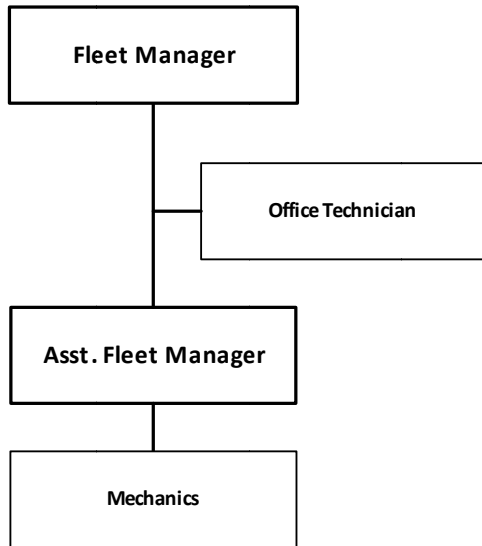 Fleet Manager
Office Technician
Asst. Fleet Manager
Mechanics